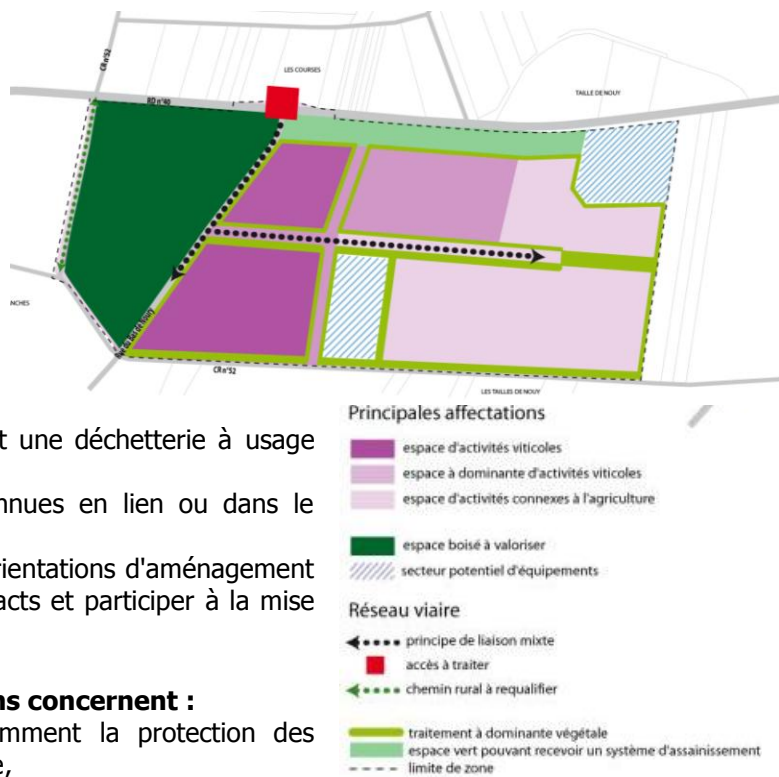 CR n°52
LES COURSES
TAILLE DE NOUY
RD n°40
NCHES
CR n°52
LES TAILLES DE NOUY
t une déchetterie à usage
nnues en lien ou dans le
rientations d'aménagement
acts et participer à la mise
ns concernent :
mment la protection des
e,
Principales affectations
espace d'activités viticoles
espace à dominante d'activités viticoles
espace d'activités connexes à l'agriculture
espace boisé à valoriser
secteur potentiel d'équipements
Réseau viaire
principe de liaison mixte
accès à traiter
chemin rural à requalifier
traitement à dominante végétale
espace vert pouvant recevoir un système d'assainissement
limite de zone